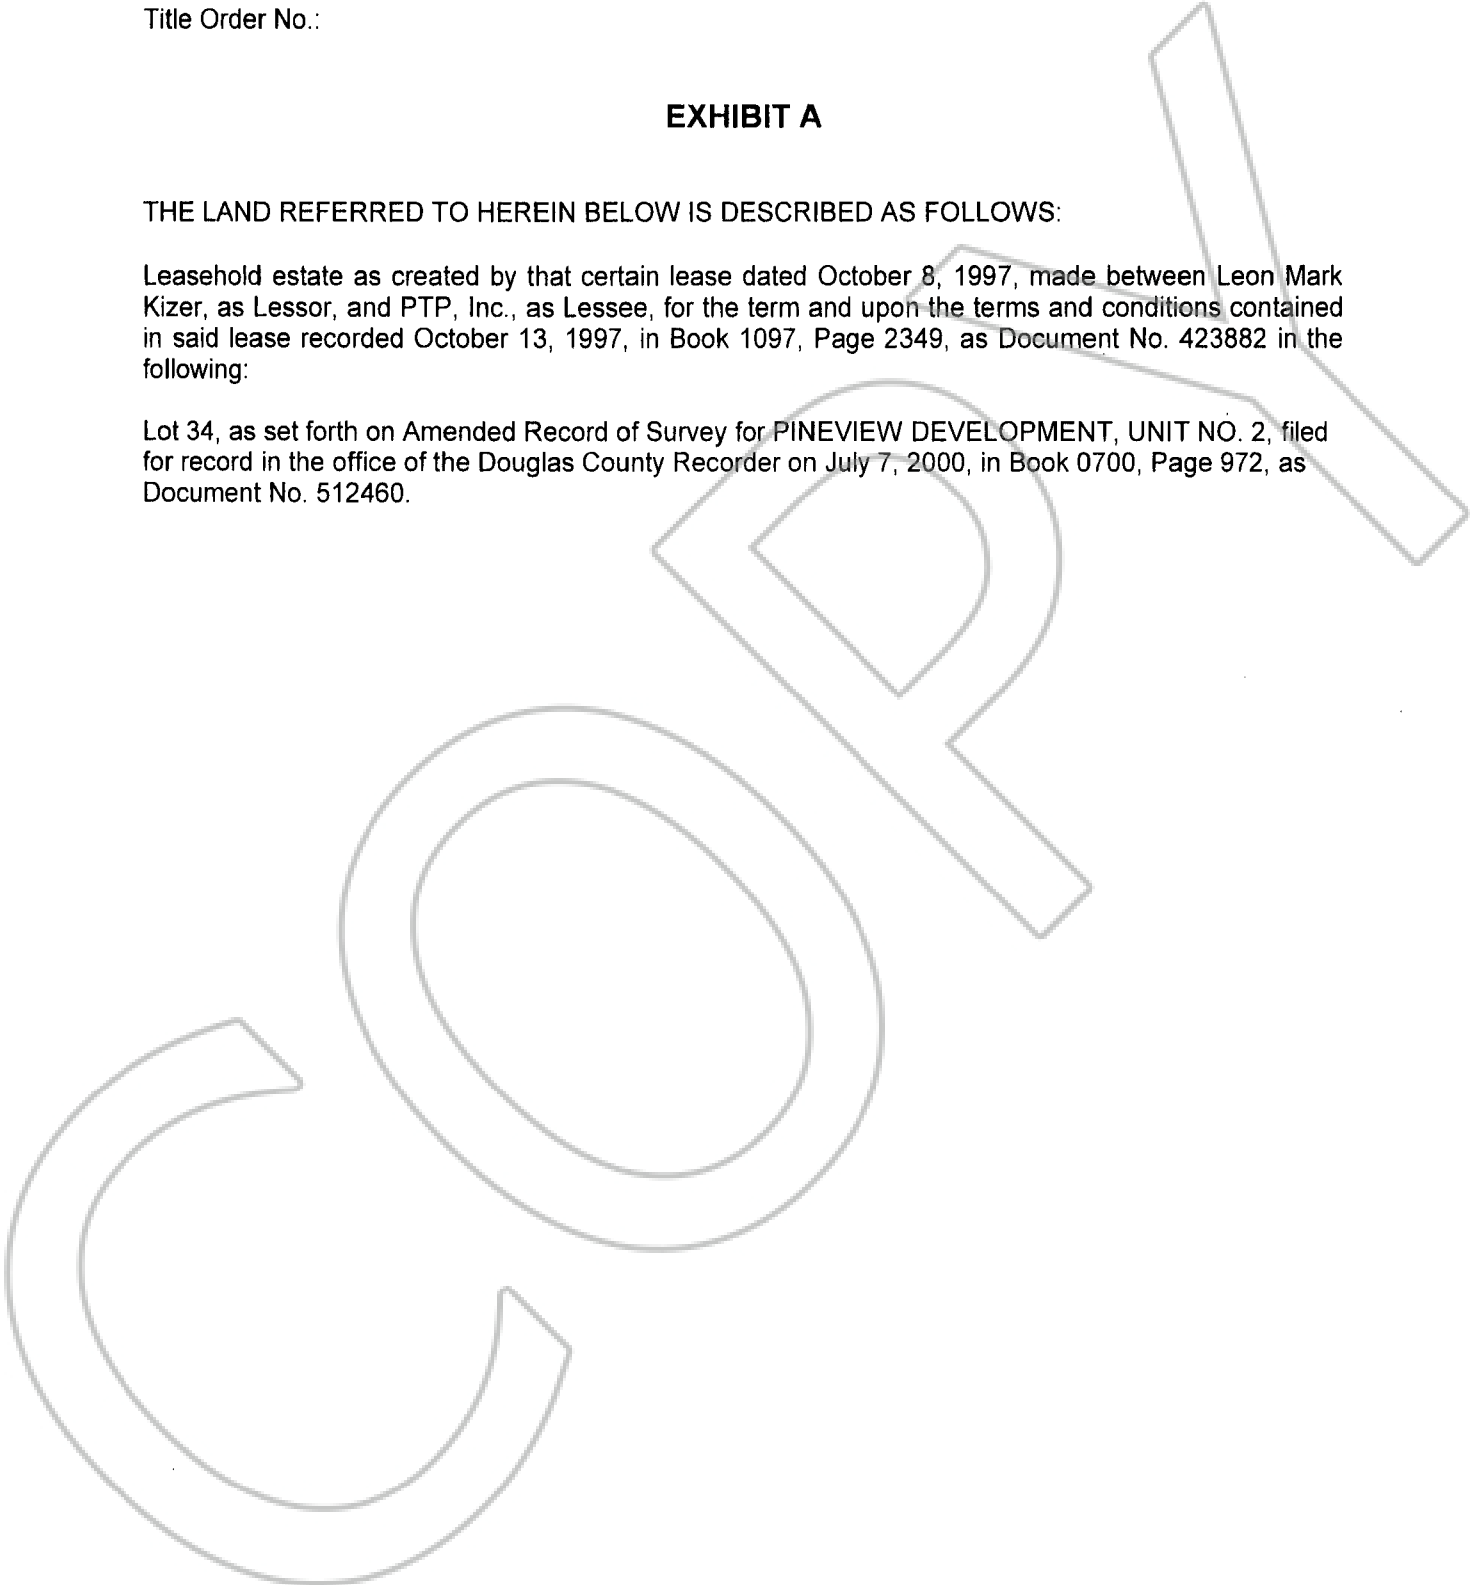 Title Order No.:
EXHIBIT A
THE LAND REFERRED TO HEREIN BELOW IS DESCRIBED AS FOLLOWS:
Leasehold estate as created by that certain lease dated October 8, 1997, made between Leon Mark
Kizer, as Lessor, and PTP, Inc., as Lessee, for the term and upon the terms and conditions contained
in said lease recorded October 13, 1997, in Book 1097, Page 2349, as Document No. 423882 in the
following:
Lot 34, as set forth on Amended Record of Survey for PINEVIEW DEVELOPMENT, UNIT NO. 2, filed
for record in the office of the Douglas County Recorder on July 7, 2000, in Book 0700, Page 972, as
Document No. 512460.
COPY